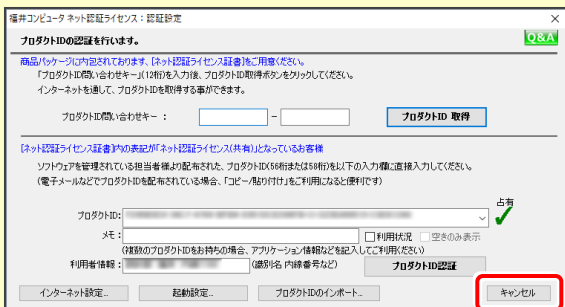 福井コンピュータ ネット認証ライセンス：認証設定
プロダクトIDの認証を行います。
Q&A
商品パッケージに内包されております、[ネット認証ライセンス証書]をご用意ください。
「プロダクトID問い合わせキー」(12桁)を入力後、プロダクトID取得ボタンをクリックしてください。
インターネットを通して、プロダクトIDを取得する事ができます。
プロダクトID問い合わせキー：
-
プロダクトID 取得
[ネット認証ライセンス証書]内の表記が「ネット認証ライセンス(共有)」となっているお客様
ソフトウェアを管理されている担当者様より配布された、プロダクトID(56桁または58桁)を以下の入力欄に直接入力してください。
(電子メールなどでプロダクトIDを配布されている場合、「コピー/貼り付け」をご利用になると便利です)
占有
プロダクトID:
メモ：
利用状況
空きのみ表示
(複数のプロダクトIDをお持ちの場合、アプリケーション情報などを記入してご利用ください)
利用者情報：
(識別名 内線番号など)
プロダクトID認証
インターネット設定...
起動設定...
プロダクトIDのインポート...
キャンセル